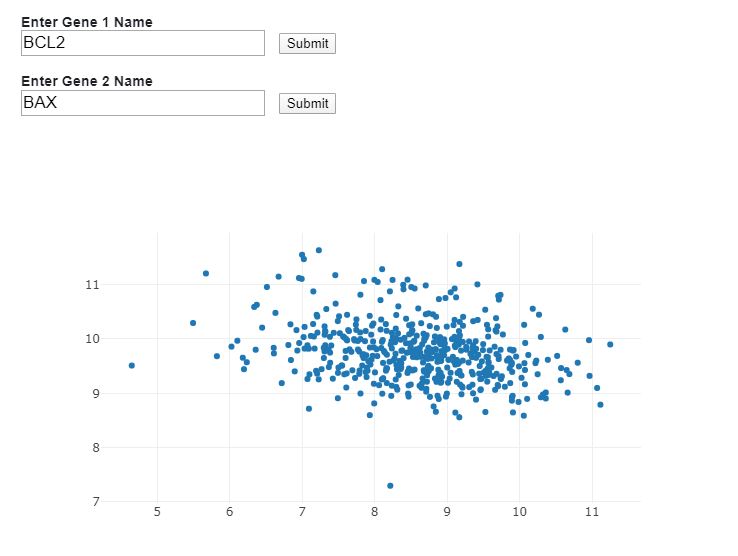 Enter Gene 1 Name
BCL2 Submit
Enter Gene 2 Name
BAX Submit
11
10
9
8
7
5 6 7 8 9 10 11